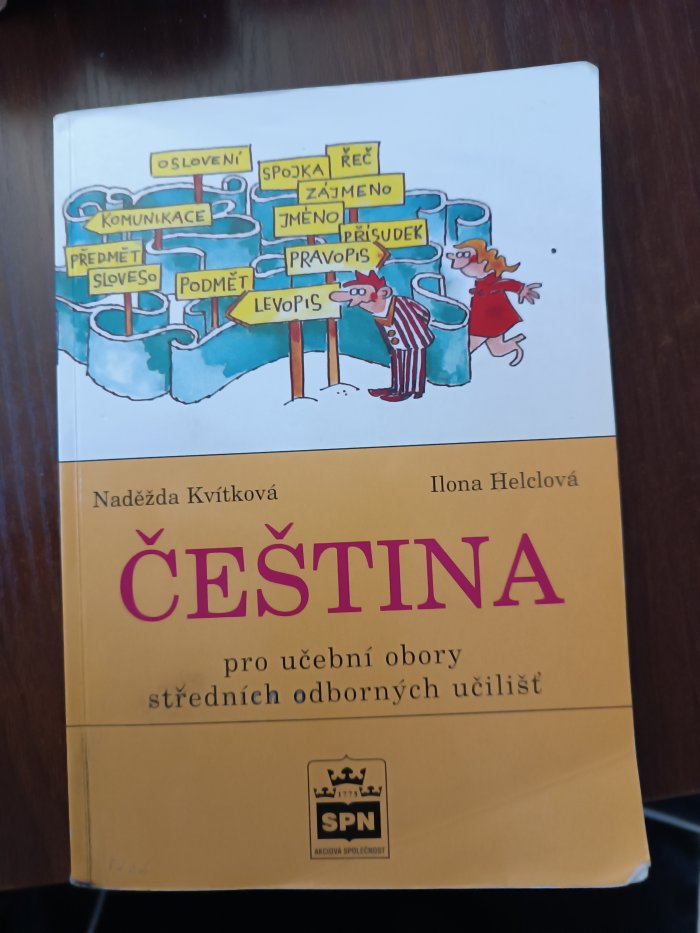 OSLOVENÍ
SPOJKA
ŘEČ
ZÁJMENO
KOMUNIKACE
JMÉNO
PŘÍSUDEK
PŘEDMĚT
PRAVOPIS
SLOVESO
PODMĚT
LEVOPIS
Naděžda Kvítková
Ilona Helclová
ČEŠTINA
pro učební obory
středních odborných učilišť
1775
SPN
AKCIOVÁ SPOLEČNOST